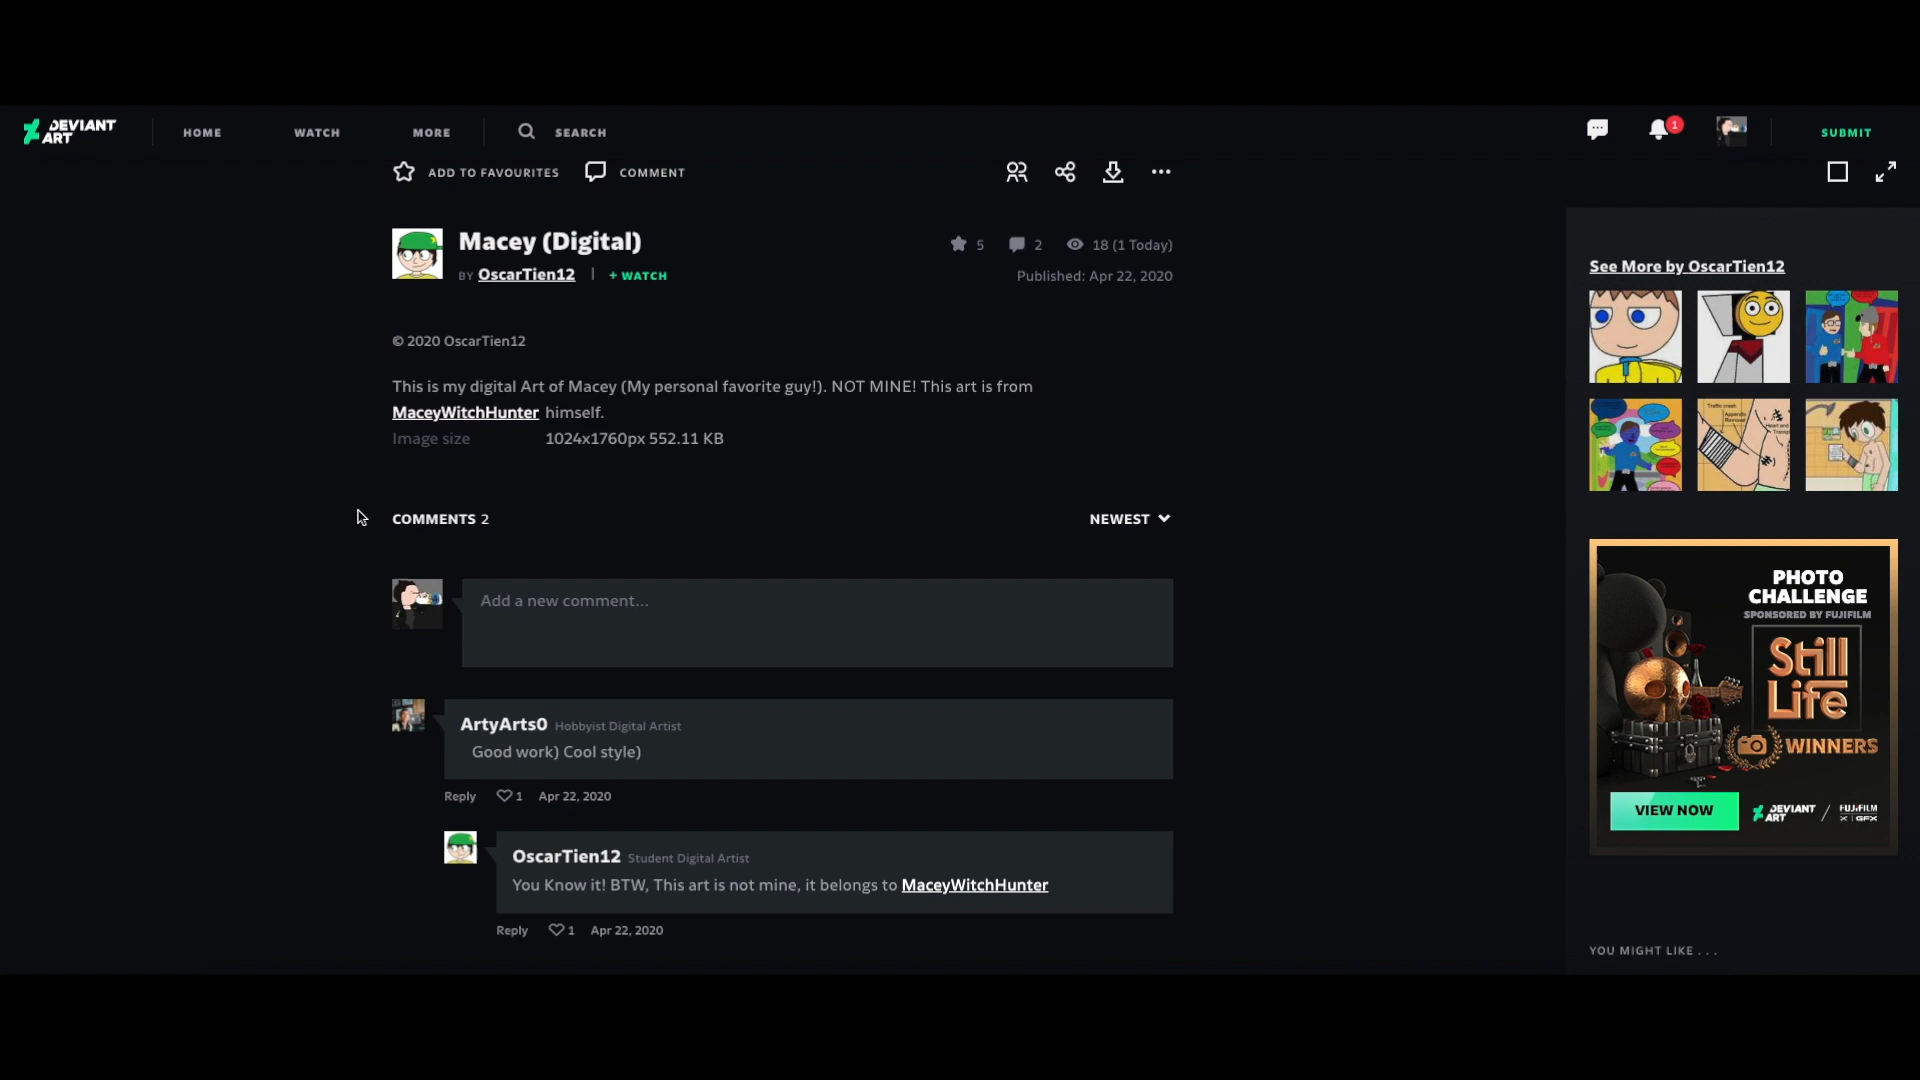 DEVIANT ART
HOME
WATCH
MORE
SEARCH
1
SUBMIT
ADD TO FAVOURITES
COMMENT
Macey (Digital)
5
2
18 (1 Today)
BY OscarTien12 | + WATCH
Published: Apr 22, 2020
© 2020 OscarTien12
This is my digital Art of Macey (My personal favorite guy!). NOT MINE! This art is from
MaceyWitchHunter himself.
Image size 1024x1760px 552.11 KB
COMMENTS 2
NEWEST
Add a new comment...
ArtyArts0 Hobbyist Digital Artist
Good work) Cool style)
Reply 1 Apr 22, 2020
OscarTien12 Student Digital Artist
You Know it! BTW, This art is not mine, it belongs to MaceyWitchHunter
Reply 1 Apr 22, 2020
See More by OscarTien12
Traffic crash
PHOTO
CHALLENGE
SPONSORED BY FUJIFILM
Still
Life
WINNERS
VIEW NOW
DEVIANT ART / FUJIFILM
X | GFX
YOU MIGHT LIKE . . .